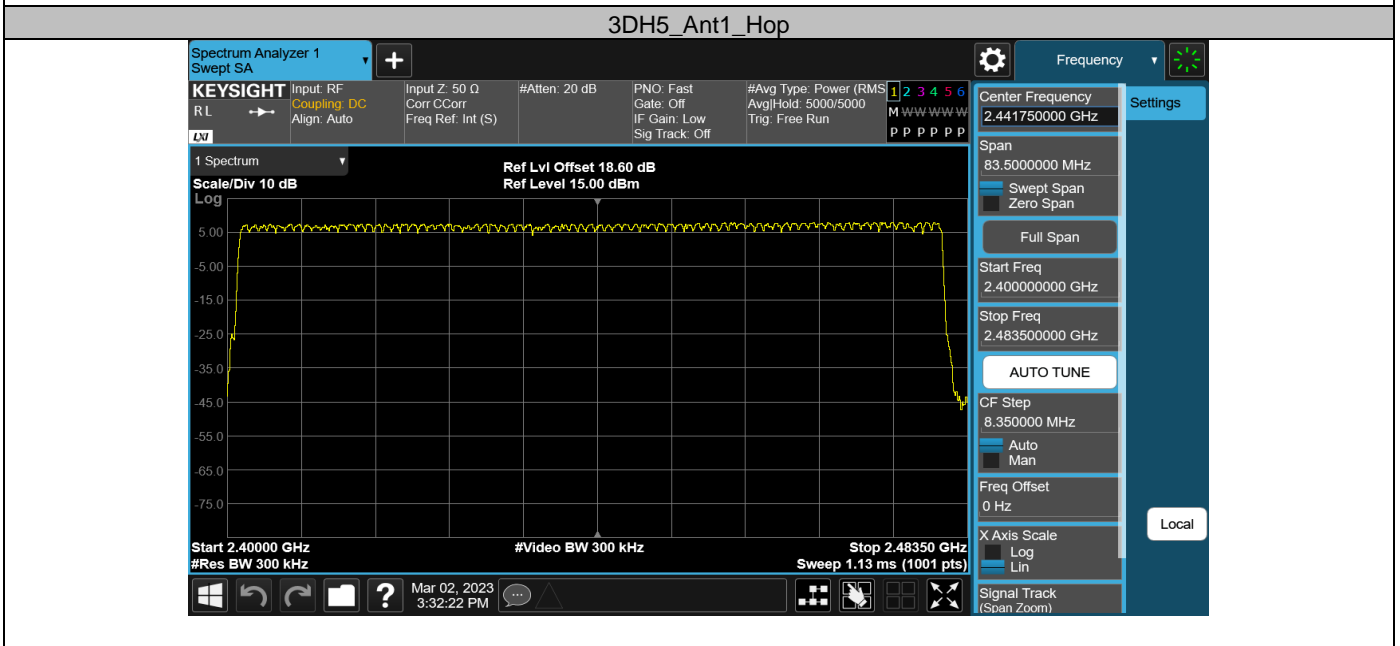 3DH5_Ant1_Hop
Spectrum Analyzer 1
Swept SA
Frequency
KEYSIGHT
R L
LXI
Input: RF
Coupling: DC
Align: Auto
Input Z: 50 Ω
Corr CCorr
Freq Ref: Int (S)
#Atten: 20 dB
PNO: Fast
Gate: Off
IF Gain: Low
Sig Track: Off
#Avg Type: Power (RMS
Avg|Hold: 5000/5000
Trig: Free Run
1 2 3 4 5 6
M W W W W W
P P P P P P
1 Spectrum
Scale/Div 10 dB
Log
Ref Lvl Offset 18.60 dB
Ref Level 15.00 dBm
5.00
-5.00
-15.0
-25.0
-35.0
-45.0
-55.0
-65.0
-75.0
Start 2.40000 GHz
#Res BW 300 kHz
#Video BW 300 kHz
Stop 2.48350 GHz
Sweep 1.13 ms (1001 pts)
Center Frequency
2.441750000 GHz
Settings
Span
83.5000000 MHz
Swept Span
Zero Span
Full Span
Start Freq
2.400000000 GHz
Stop Freq
2.483500000 GHz
AUTO TUNE
CF Step
8.350000 MHz
Auto
Man
Freq Offset
0 Hz
X Axis Scale
Log
Lin
Local
Signal Track
(Span Zoom)
?
Mar 02, 2023
3:32:22 PM